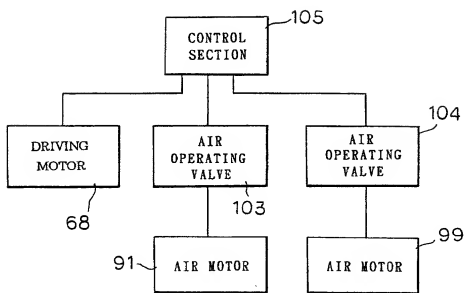 105
CONTROL
SECTION
DRIVING
MOTOR
68
AIR
OPERATING
VALVE
103
AIR
OPERATING
VALVE
104
91
AIR MOTOR
AIR MOTOR
99